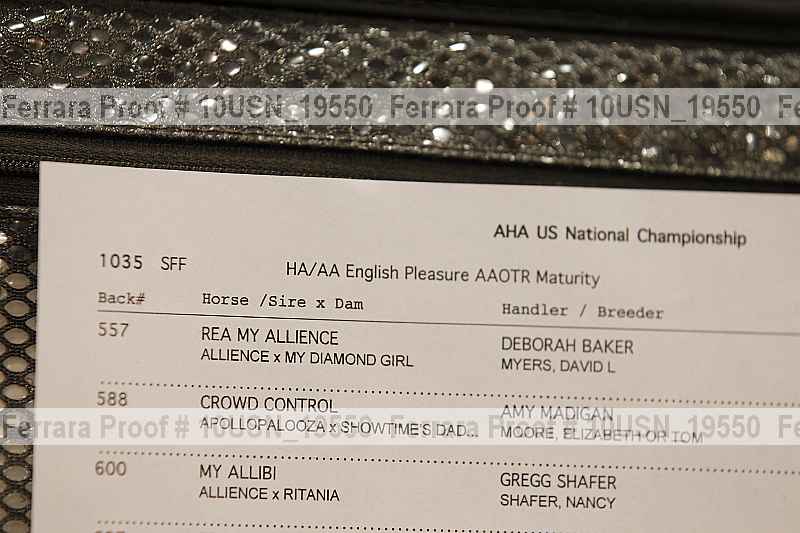 Ferrara Proof # 10USN_19550 Ferrara Proof # 10USN_19550
AHA US National Championship
1035 SFF HA/AA English Pleasure AAOTR Maturity
Back# Horse /Sire x Dam Handler / Breeder
557 REA MY ALLIENCE DEBORAH BAKER
ALLIENCE x MY DIAMOND GIRL MYERS, DAVID L
588 CROWD CONTROL AMY MADIGAN
Ferrara Proof # 10USN_19550 Ferrara Proof # 10USN_19550
APOLLOPALOOZA x SHOWTIME'S DAD... MOORE, ELIZABETH OR TOM
600 MY ALLIBI GREGG SHAFER
ALLIENCE x RITANIA SHAFER, NANCY